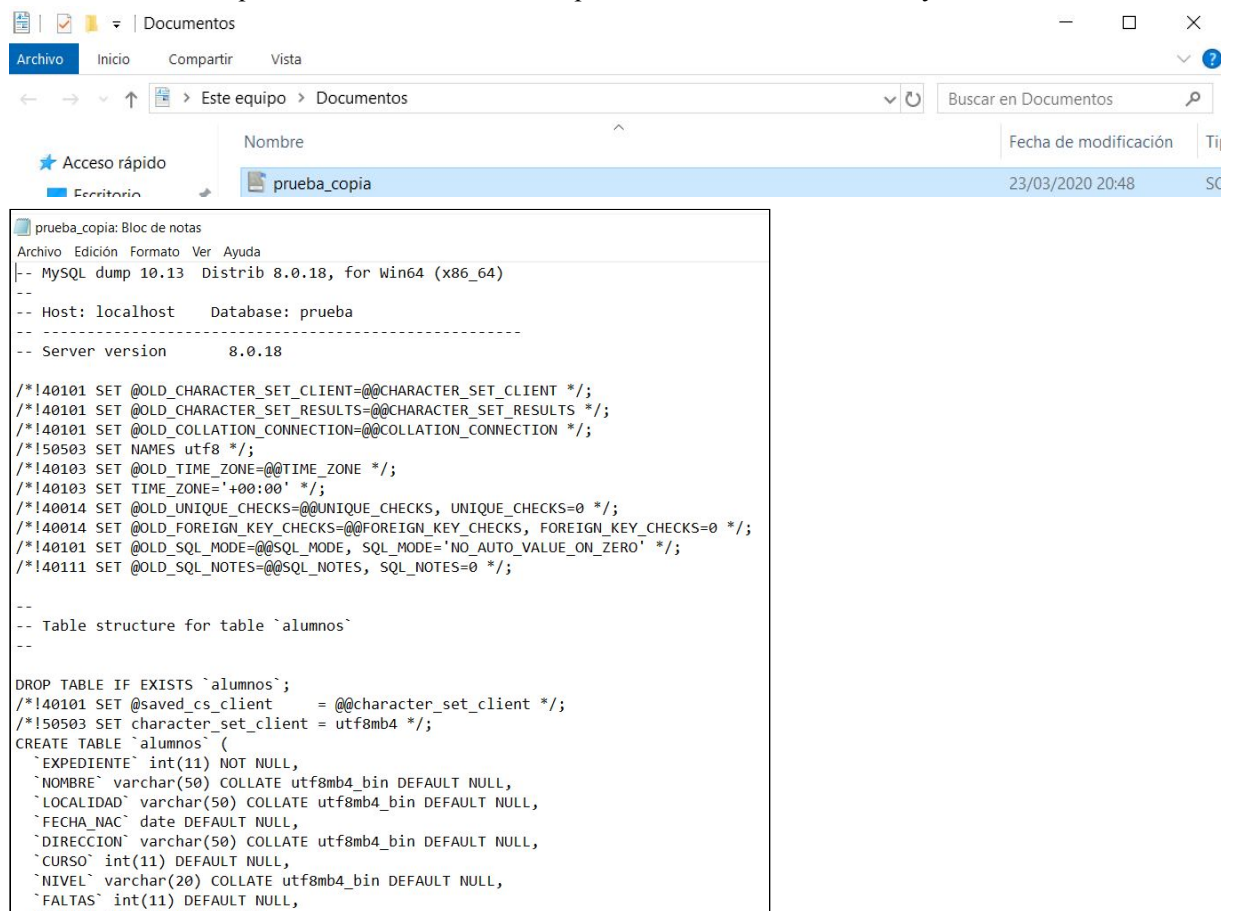 Documentos
Archivo Inicio Compartir Vista
Este equipo > Documentos Buscar en Documentos
Nombre Fecha de modificación
Acceso rápido
Escritorio prueba_copia 23/03/2020 20:48
prueba_copia: Bloc de notas
Archivo Edición Formato Ver Ayuda
-- MySQL dump 10.13  Distrib 8.0.18, for Win64 (x86_64)
--
-- Host: localhost    Database: prueba
-- ------------------------------------------------------
-- Server version       8.0.18
/*!40101 SET @OLD_CHARACTER_SET_CLIENT=@@CHARACTER_SET_CLIENT */;
/*!40101 SET @OLD_CHARACTER_SET_RESULTS=@@CHARACTER_SET_RESULTS */;
/*!40101 SET @OLD_COLLATION_CONNECTION=@@COLLATION_CONNECTION */;
/*!50503 SET NAMES utf8 */;
/*!40103 SET @OLD_TIME_ZONE=@@TIME_ZONE */;
/*!40103 SET TIME_ZONE='+00:00' */;
/*!40014 SET @OLD_UNIQUE_CHECKS=@@UNIQUE_CHECKS, UNIQUE_CHECKS=0 */;
/*!40014 SET @OLD_FOREIGN_KEY_CHECKS=@@FOREIGN_KEY_CHECKS, FOREIGN_KEY_CHECKS=0 */;
/*!40101 SET @OLD_SQL_MODE=@@SQL_MODE, SQL_MODE='NO_AUTO_VALUE_ON_ZERO' */;
/*!40111 SET @OLD_SQL_NOTES=@@SQL_NOTES, SQL_NOTES=0 */;
--
-- Table structure for table `alumnos`
--
DROP TABLE IF EXISTS `alumnos`;
/*!40101 SET @saved_cs_client     = @@character_set_client */;
/*!50503 SET character_set_client = utf8mb4 */;
CREATE TABLE `alumnos` (
  `EXPEDIENTE` int(11) NOT NULL,
  `NOMBRE` varchar(50) COLLATE utf8mb4_bin DEFAULT NULL,
  `LOCALIDAD` varchar(50) COLLATE utf8mb4_bin DEFAULT NULL,
  `FECHA_NAC` date DEFAULT NULL,
  `DIRECCION` varchar(50) COLLATE utf8mb4_bin DEFAULT NULL,
  `CURSO` int(11) DEFAULT NULL,
  `NIVEL` varchar(20) COLLATE utf8mb4_bin DEFAULT NULL,
  `FALTAS` int(11) DEFAULT NULL,